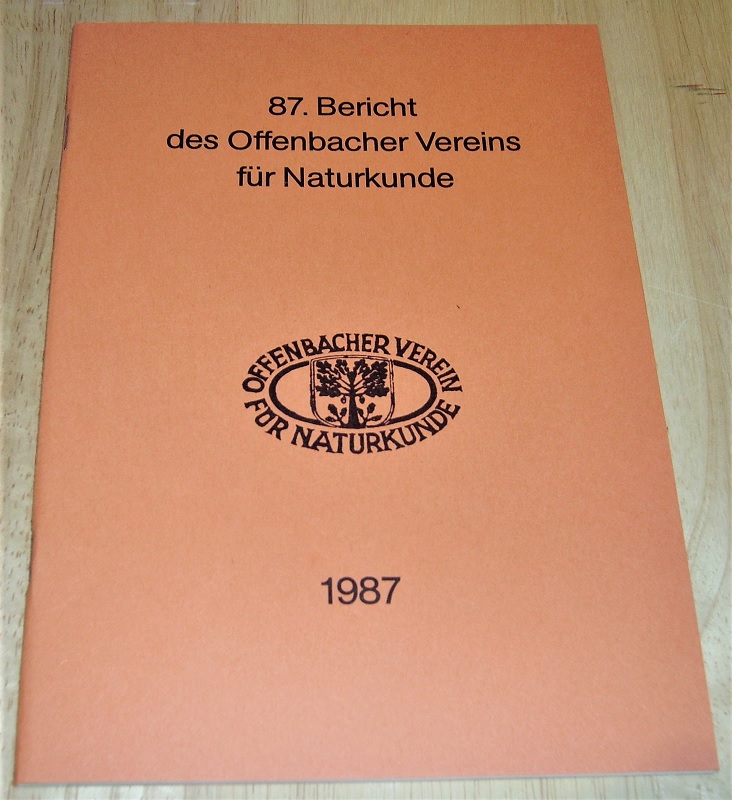 87. Bericht
des Offenbacher Vereins
für Naturkunde
OFFENBACHER VEREIN
FÜR NATURKUNDE
1987